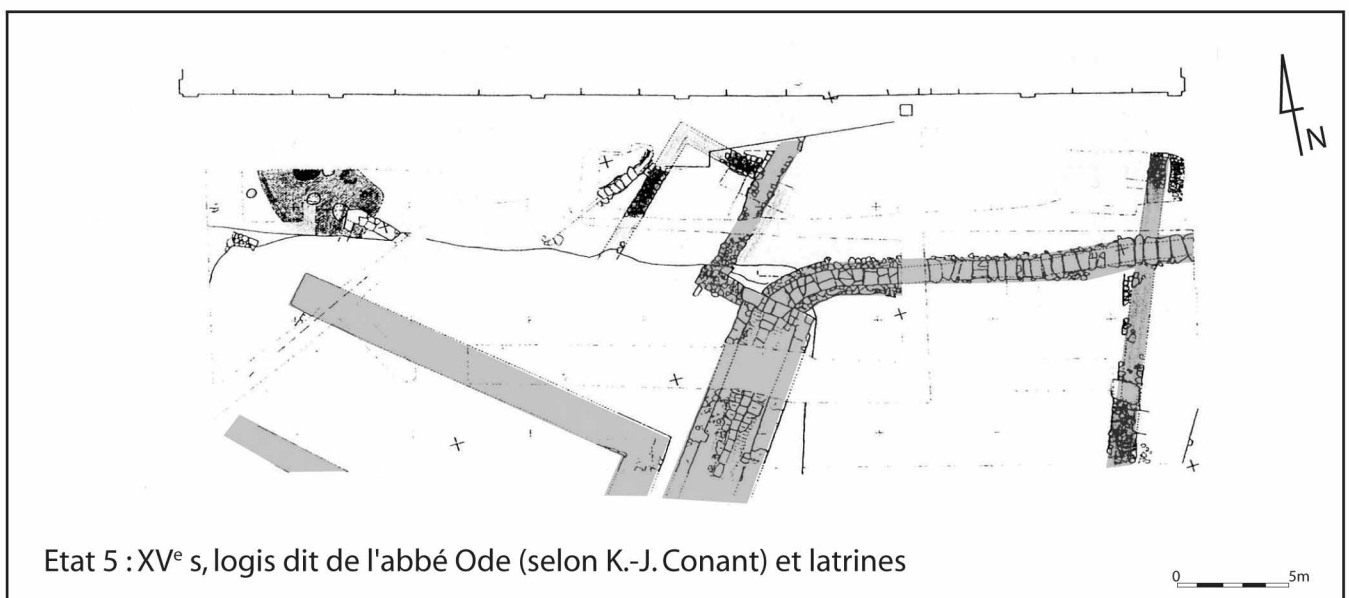 N
Etat 5 : XVe s, logis dit de l'abbé Ode (selon K.-J. Conant) et latrines
0 5m